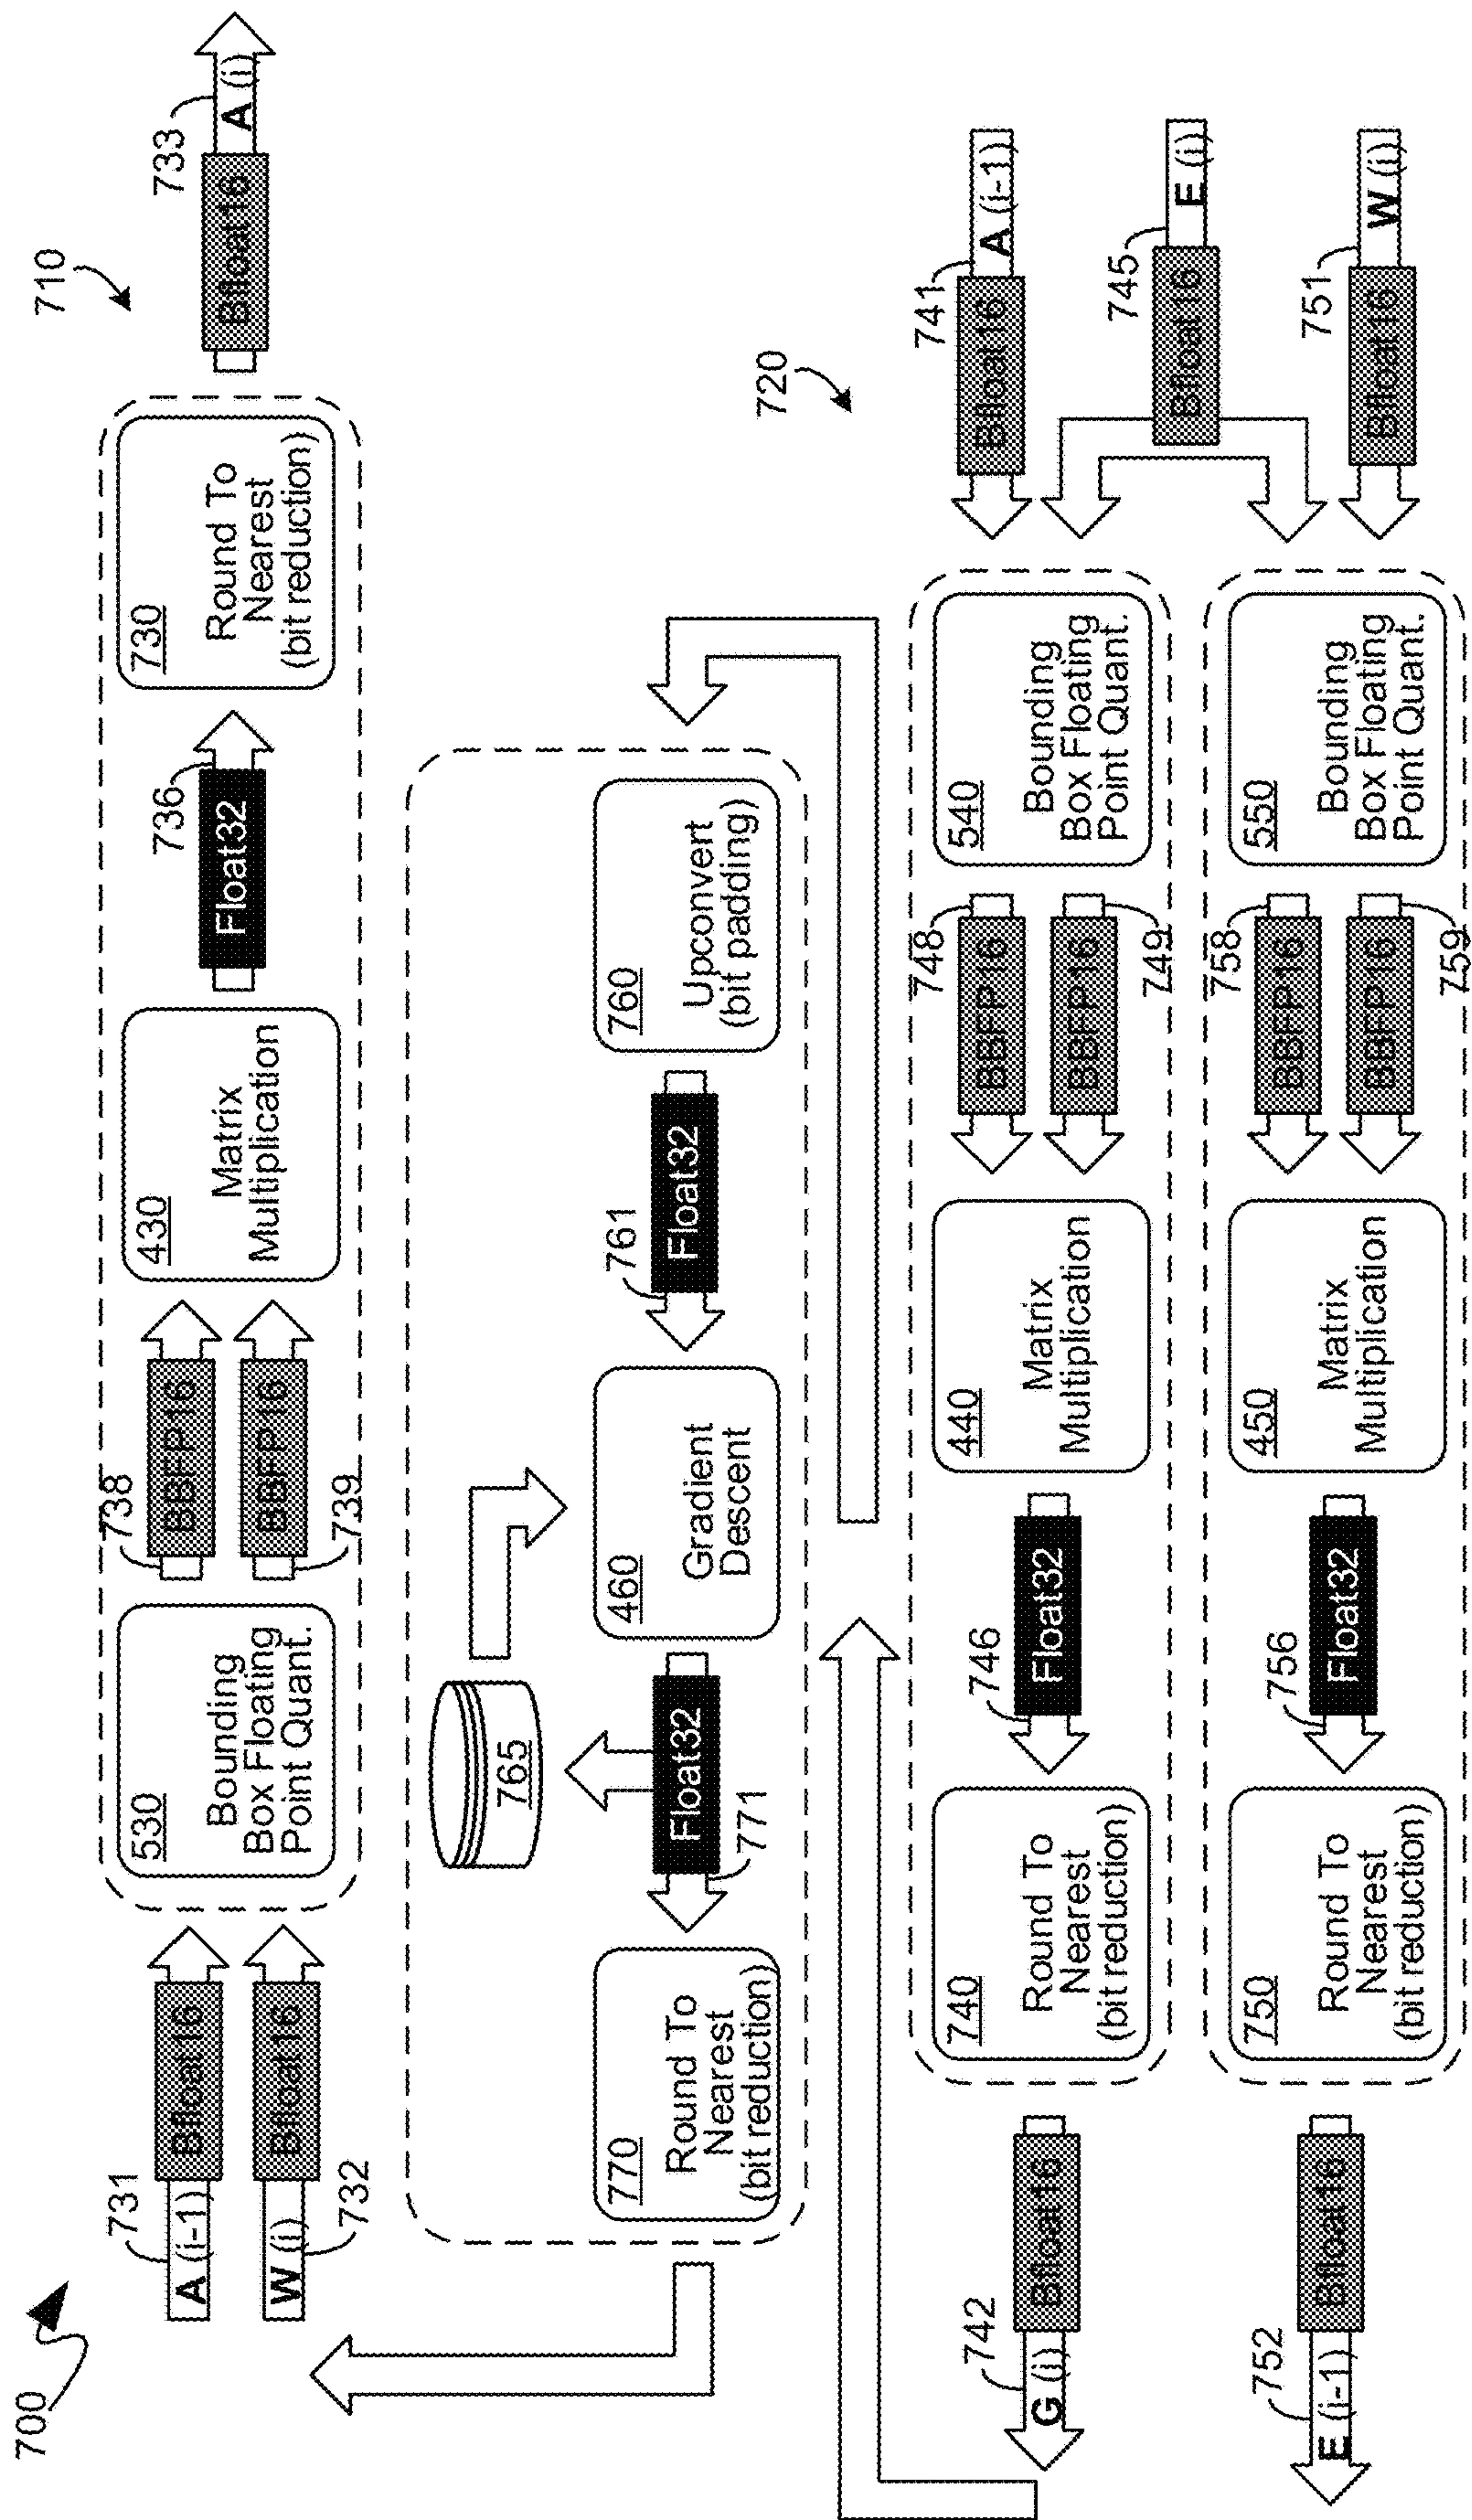 700
710
731
A (i-1)
Bfloat16
W (i)
Bfloat16
732
530
Bounding
Box Floating
Point Quant.
738
BBFP16
BBFP16
739
430
Matrix
Multiplication
736
Float32
730
Round To
Nearest
(bit reduction)
733
Bfloat16
A (i)
770
Round To
Nearest
(bit reduction)
765
Float32
771
460
Gradient
Descent
761
Float32
760
Upconvert
(bit padding)
720
742
G (i)
Bfloat16
740
Round To
Nearest
(bit reduction)
746
Float32
440
Matrix
Multiplication
748
BBFP16
BBFP16
749
540
Bounding
Box Floating
Point Quant.
741
Bfloat16
A (i-1)
745
Bfloat16
E (i)
752
E (i-1)
Bfloat16
750
Round To
Nearest
(bit reduction)
756
Float32
450
Matrix
Multiplication
758
BBFP16
BBFP16
759
550
Bounding
Box Floating
Point Quant.
751
Bfloat16
W (i)